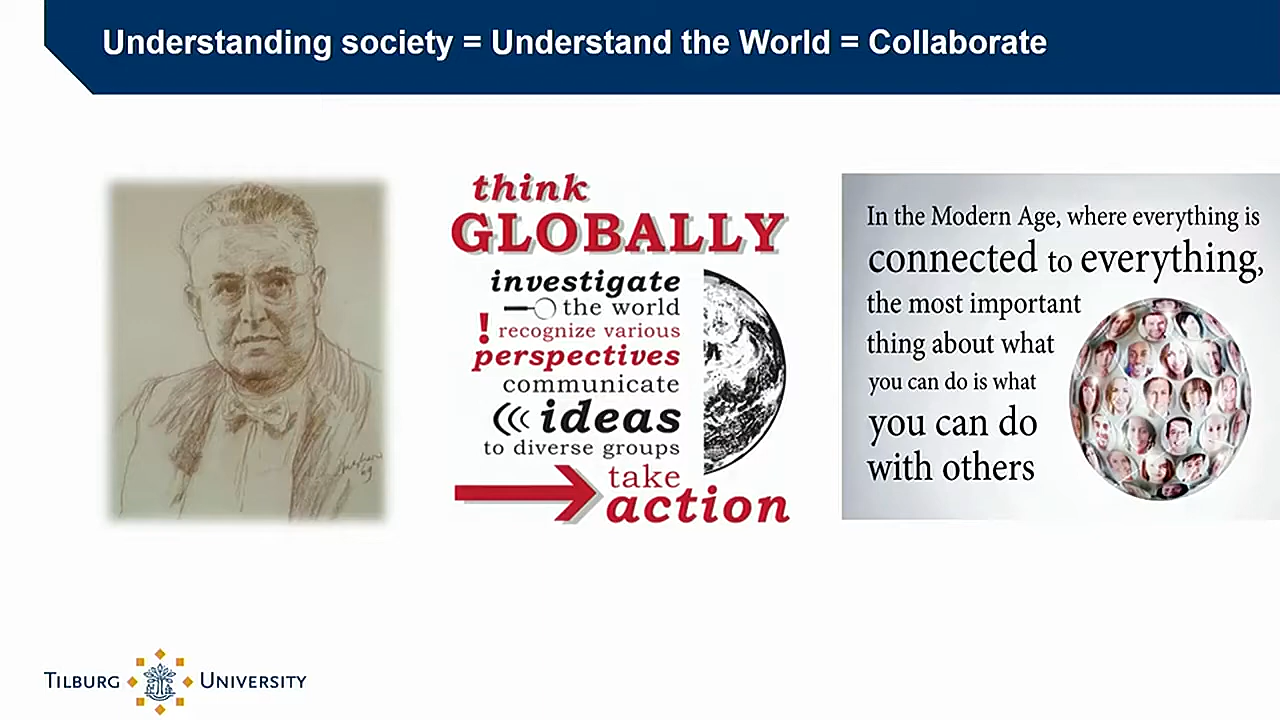 Understanding society = Understand the World = Collaborate
think
GLOBALLY
investigate
the world
! recognize various
perspectives
communicate
ideas
to diverse groups
take
action
In the Modern Age, where everything is
connected to everything,
the most important
thing about what
you can do is what
you can do
with others
TILBURG UNIVERSITY